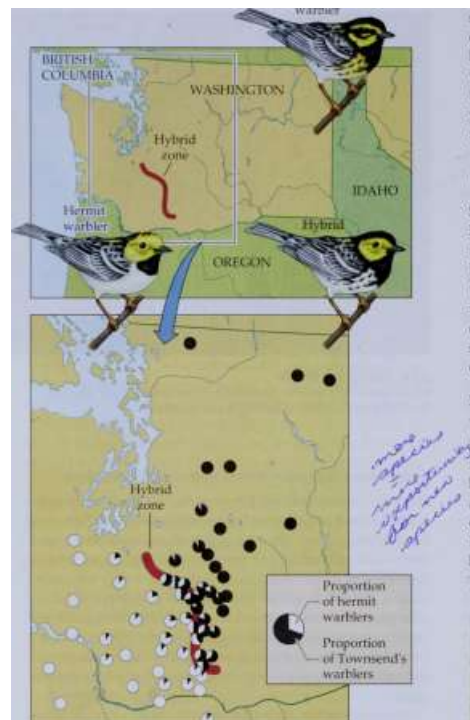 warbler
BRITISH
COLUMBIA
WASHINGTON
Hybrid
zone
IDAHO
Hermit
warbler
Hybrid
OREGON
Hybrid
zone
more
species
=
more
opportunity
for new
species
Proportion
of hermit
warblers
Proportion
of Townsend's
warblers